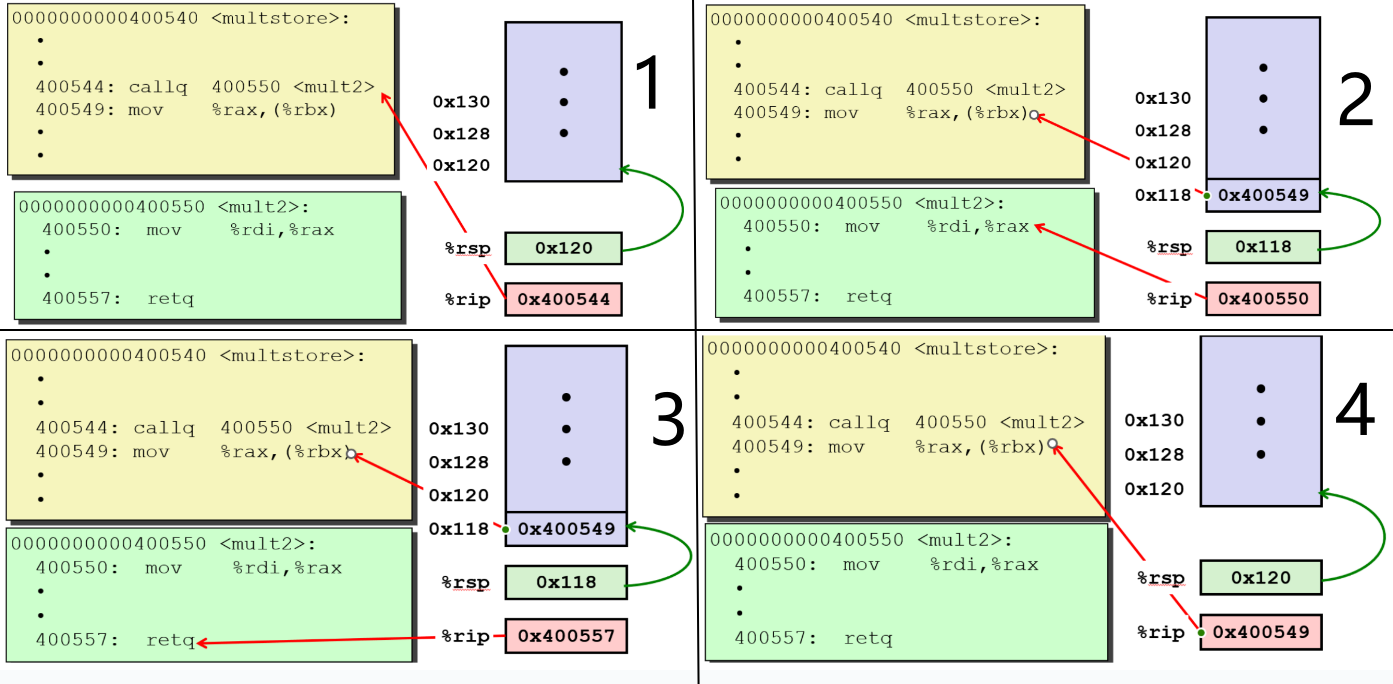 0000000000400540 <multstore>:
•
•
400544: callq 400550 <mult2>
400549: mov %rax,(%rbx)
•
•
0000000000400550 <mult2>:
400550: mov %rdi,%rax
•
•
400557: retq
1
•
•
•
0x130
0x128
0x120
%rsp 0x120
%rip 0x400544
0000000000400540 <multstore>:
•
•
400544: callq 400550 <mult2>
400549: mov %rax,(%rbx)
•
•
0000000000400550 <mult2>:
400550: mov %rdi,%rax
•
•
400557: retq
2
•
•
•
0x130
0x128
0x120
0x118 0x400549
%rsp 0x118
%rip 0x400550
0000000000400540 <multstore>:
•
•
400544: callq 400550 <mult2>
400549: mov %rax,(%rbx)
•
•
0000000000400550 <mult2>:
400550: mov %rdi,%rax
•
•
400557: retq
3
•
•
•
0x130
0x128
0x120
0x118 0x400549
%rsp 0x118
%rip 0x400557
0000000000400540 <multstore>:
•
•
400544: callq 400550 <mult2>
400549: mov %rax,(%rbx)
•
•
0000000000400550 <mult2>:
400550: mov %rdi,%rax
•
•
400557: retq
4
•
•
•
0x130
0x128
0x120
%rsp 0x120
%rip 0x400549